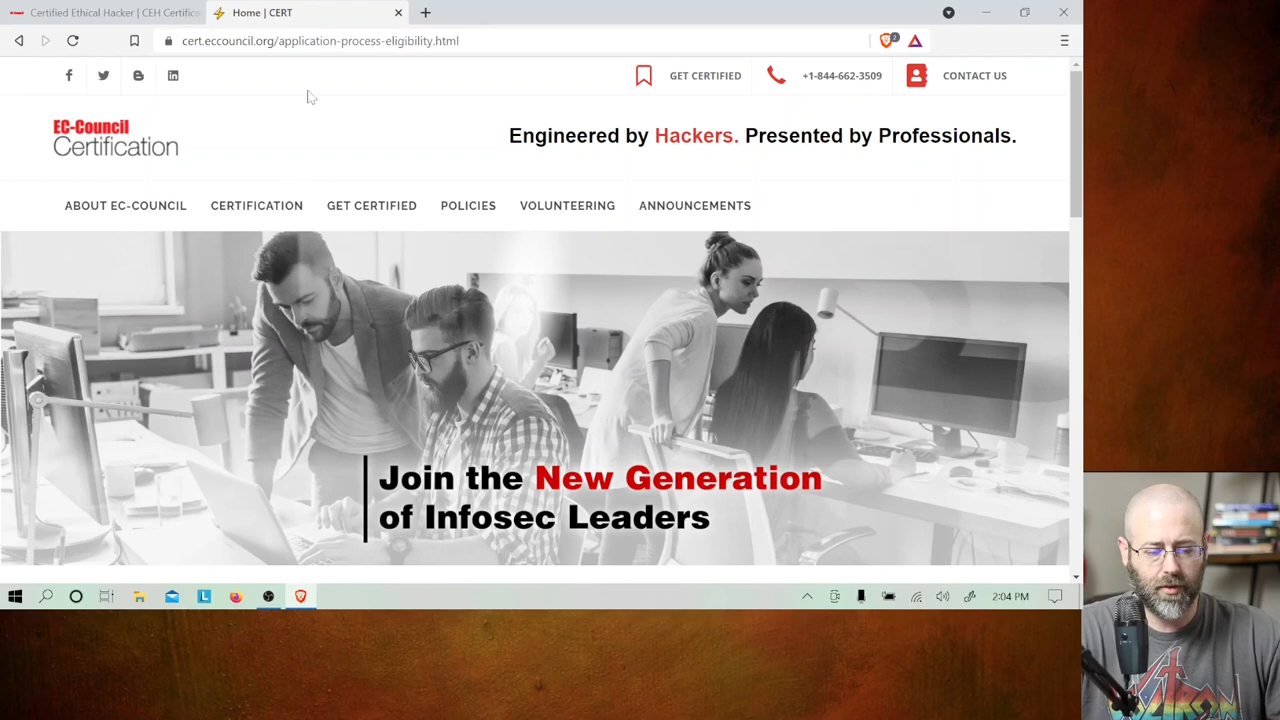 Certified Ethical Hacker | CEH Certifica
Home | CERT
cert.eccouncil.org/application-process-eligibility.html
2
GET CERTIFIED
+1-844-662-3509
CONTACT US
EC-Council
Certification
Engineered by Hackers. Presented by Professionals.
ABOUT EC-COUNCIL
CERTIFICATION
GET CERTIFIED
POLICIES
VOLUNTEERING
ANNOUNCEMENTS
Join the New Generation
of Infosec Leaders
2:04 PM